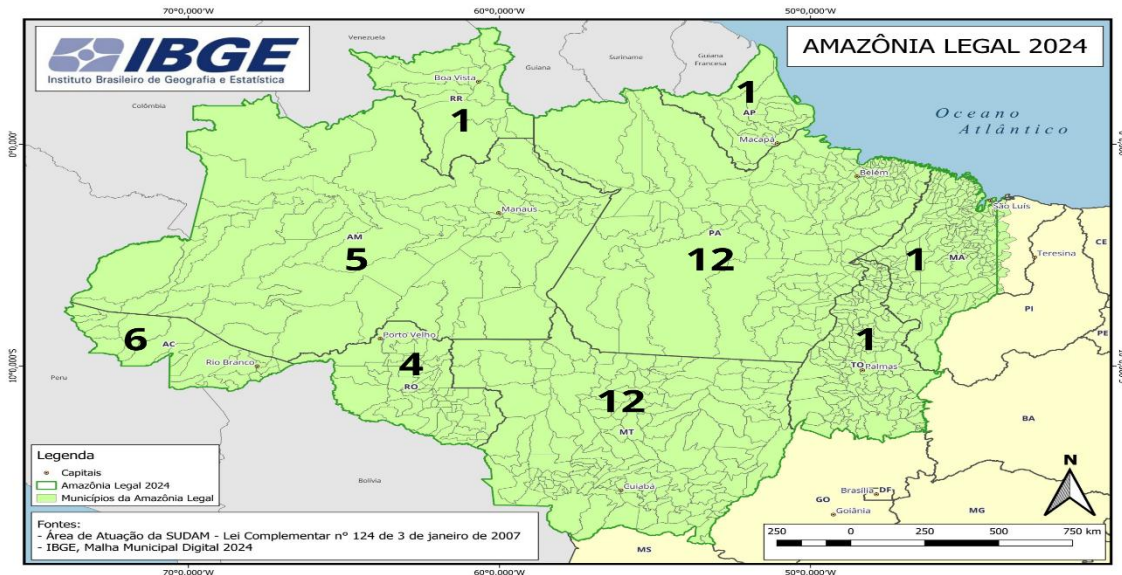 70°0,000'W
60°0,000'W
50°0,000'W
IBGE
Instituto Brasileiro de Geografia e Estatística
AMAZÔNIA LEGAL 2024
Venezuela
Colômbia
Guiana
Suriname
Guiana
Francesa
Boa Vista
RR
1
1
AP
Macapá
Oceano
Atlântico
0°0,000'
Belém
São Luís
Manaus
AM
5
PA
12
1
MA
Teresina
CE
PI
PE
6
AC
Rio Branco
Porto Velho
4
RO
1
TO
Palmas
10°0,000'S
Peru
12
MT
BA
Bolívia
Cuiabá
GO
Brasília
DF
Goiânia
MG
MS
N
Legenda
Capitais
Amazônia Legal 2024
Municípios da Amazônia Legal
Fontes:
- Área de Atuação da SUDAM - Lei Complementar n° 124 de 3 de janeiro de 2007
- IBGE, Malha Municipal Digital 2024
250 0 250 500 750 km
70°0,000'W
60°0,000'W
50°0,000'W